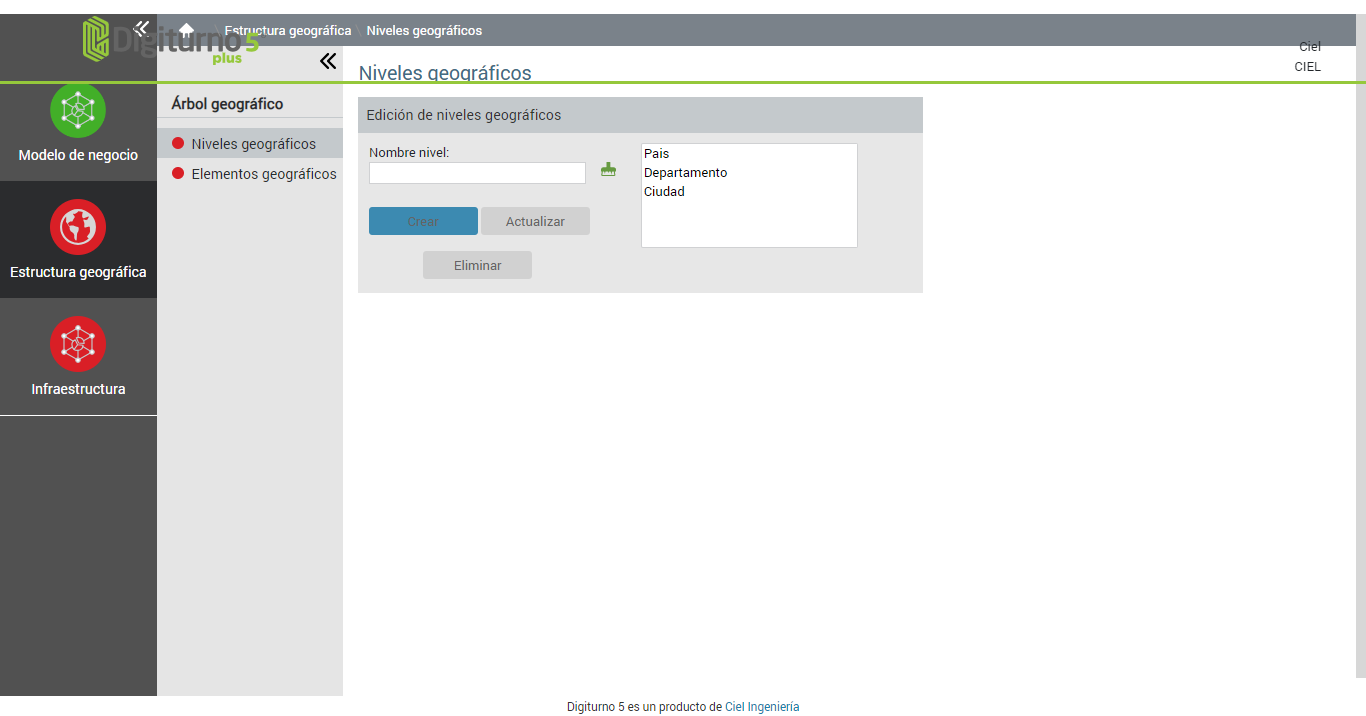 Digiturno 5
plus
Estructura geográfica Niveles geográficos
Ciel
CIEL
Niveles geográficos
Modelo de negocio
Estructura geográfica
Infraestructura
Árbol geográfico
Niveles geográficos
Elementos geográficos
Edición de niveles geográficos
Nombre nivel:
Crear Actualizar
Eliminar
Pais
Departamento
Ciudad
Digiturno 5 es un producto de Ciel Ingeniería